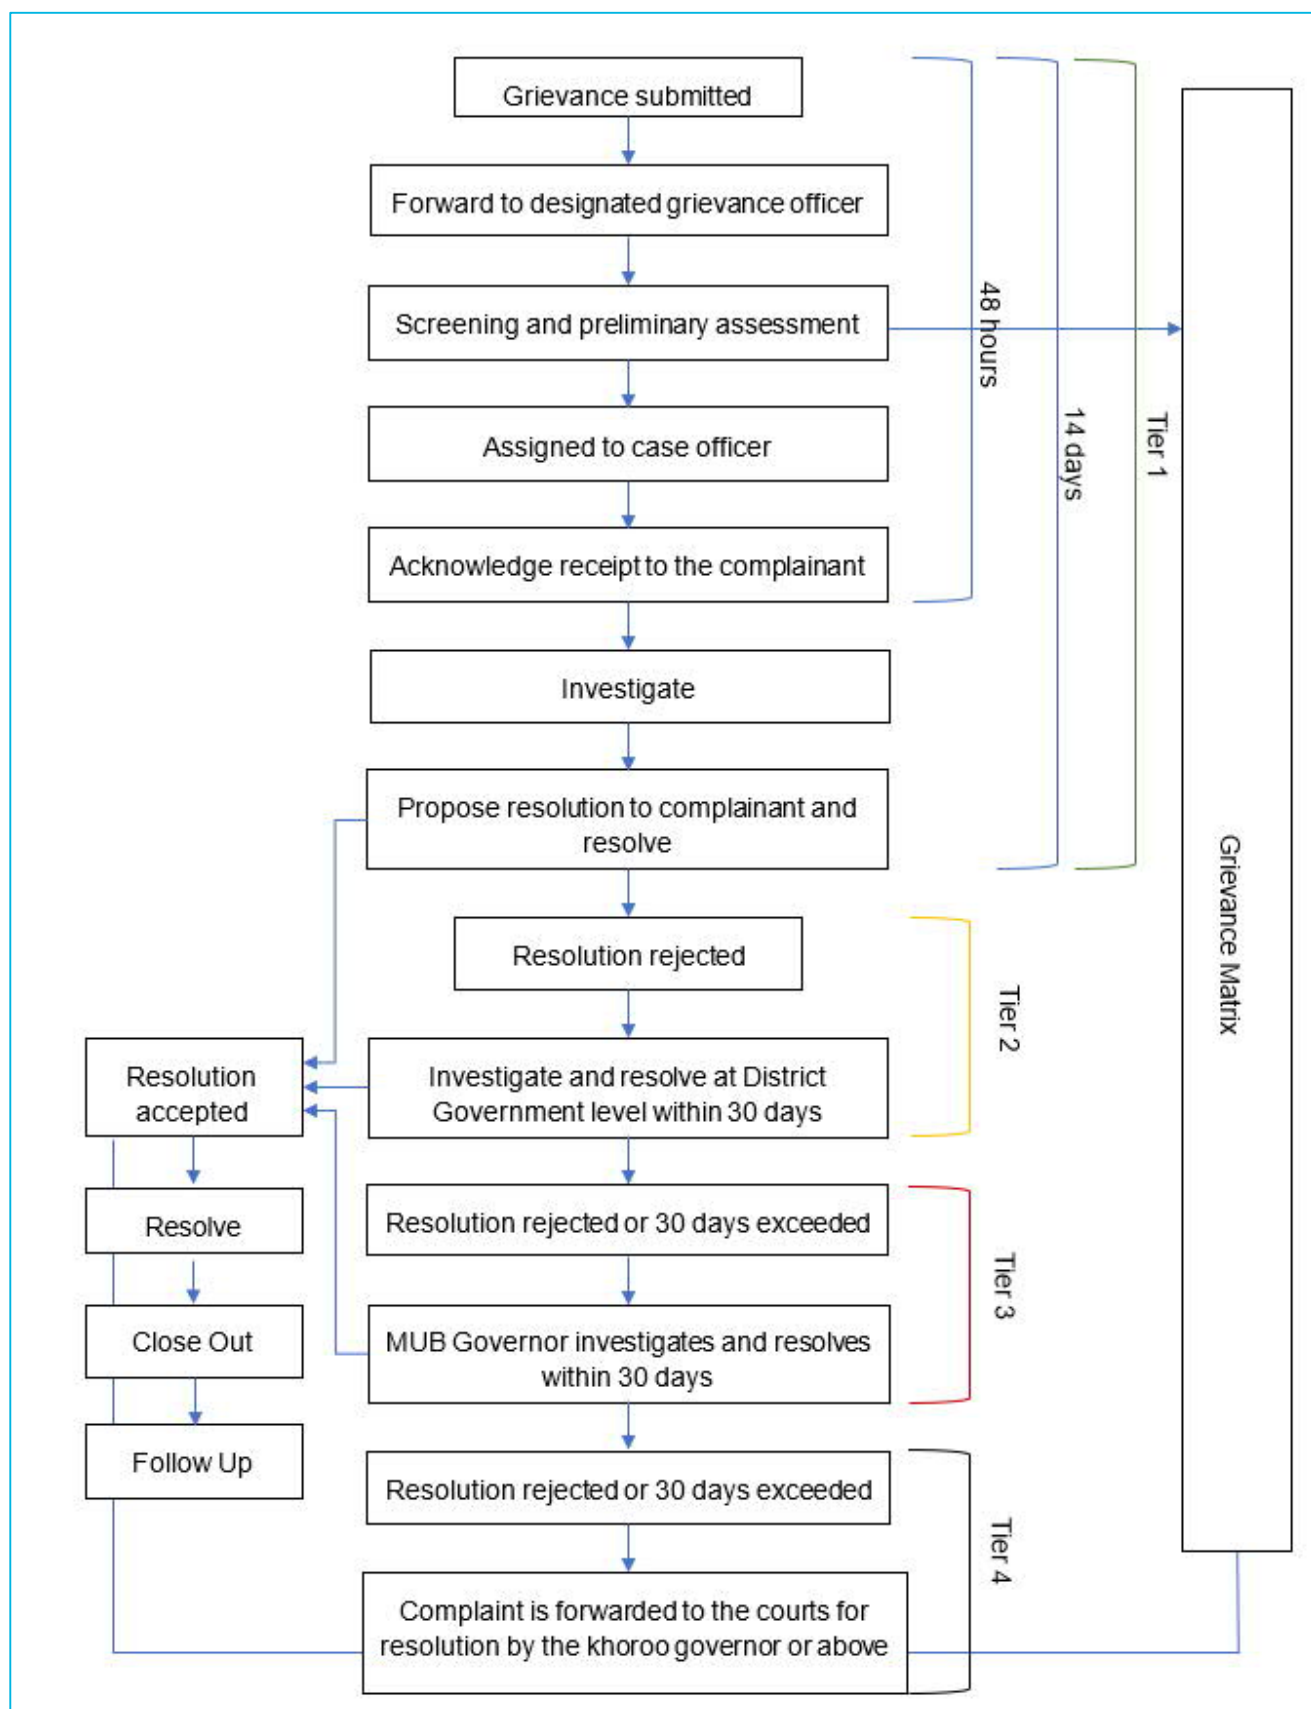 Grievance submitted
Forward to designated grievance officer
Screening and preliminary assessment
Assigned to case officer
Acknowledge receipt to the complainant
48 hours
14 days
Tier 1
Investigate
Propose resolution to complainant and
resolve
Resolution rejected
Investigate and resolve at District
Government level within 30 days
Tier 2
Resolution
accepted
Resolve
Close Out
Follow Up
Resolution rejected or 30 days exceeded
MUB Governor investigates and resolves
within 30 days
Tier 3
Resolution rejected or 30 days exceeded
Complaint is forwarded to the courts for
resolution by the khoroo governor or above
Tier 4
Grievance Matrix